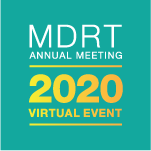 MDRT
ANNUAL MEETING
2020
VIRTUAL EVENT